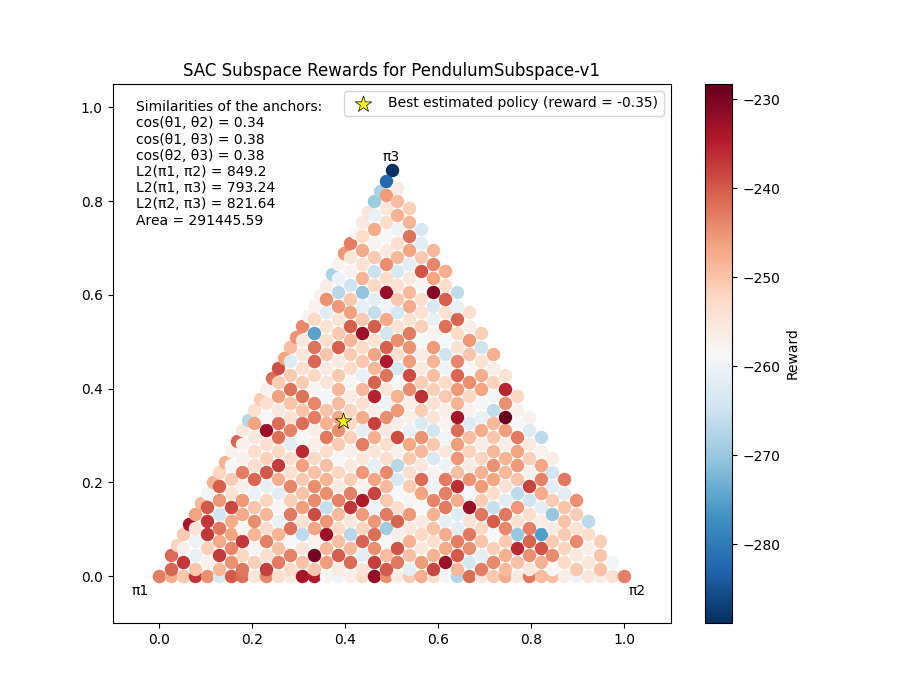 SAC Subspace Rewards for PendulumSubspace-v1
Similarities of the anchors:
cos(θ1, θ2) = 0.34
cos(θ1, θ3) = 0.38
cos(θ2, θ3) = 0.38
L2(π1, π2) = 849.2
L2(π1, π3) = 793.24
L2(π2, π3) = 821.64
Area = 291445.59
Best estimated policy (reward = -0.35)
π3
π1
π2
1.0
0.8
0.6
0.4
0.2
0.0
0.0
0.2
0.4
0.6
0.8
1.0
−230
−240
−250
−260
−270
−280
Reward